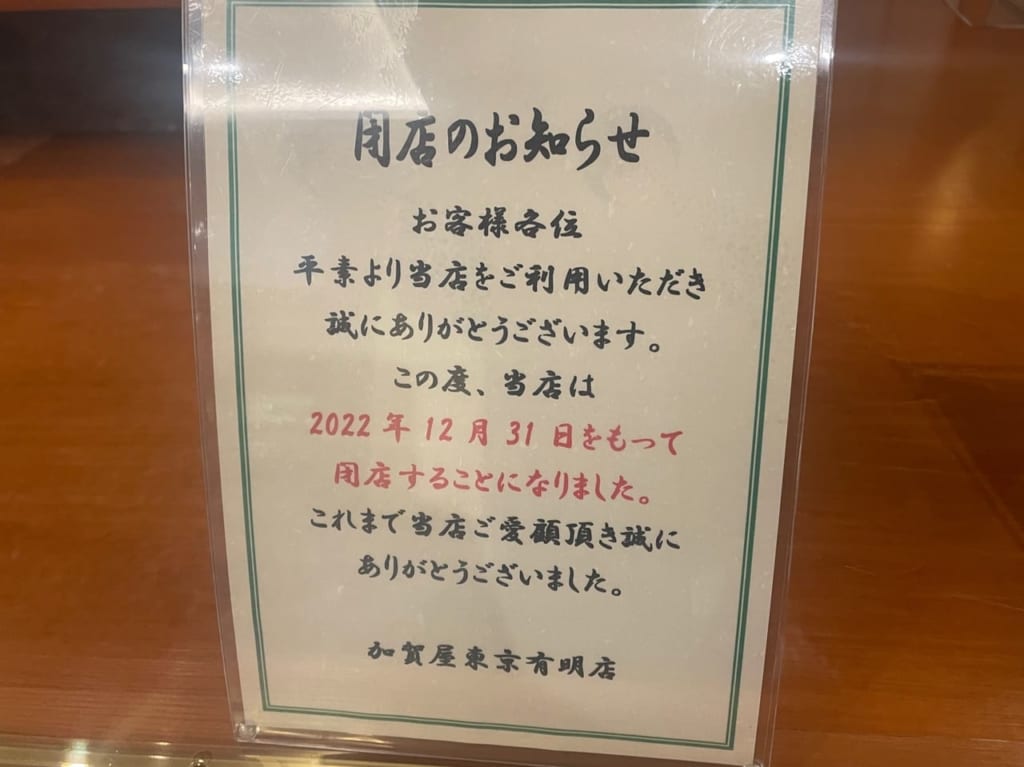 閉店のお知らせ
お客様各位
平素より当店をご利用いただき
誠にありがとうございます。
この度、当店は
2022年12月31日をもって
閉店することになりました。
これまで当店ご愛顧頂き誠に
ありがとうございました。
加賀屋東京有明店